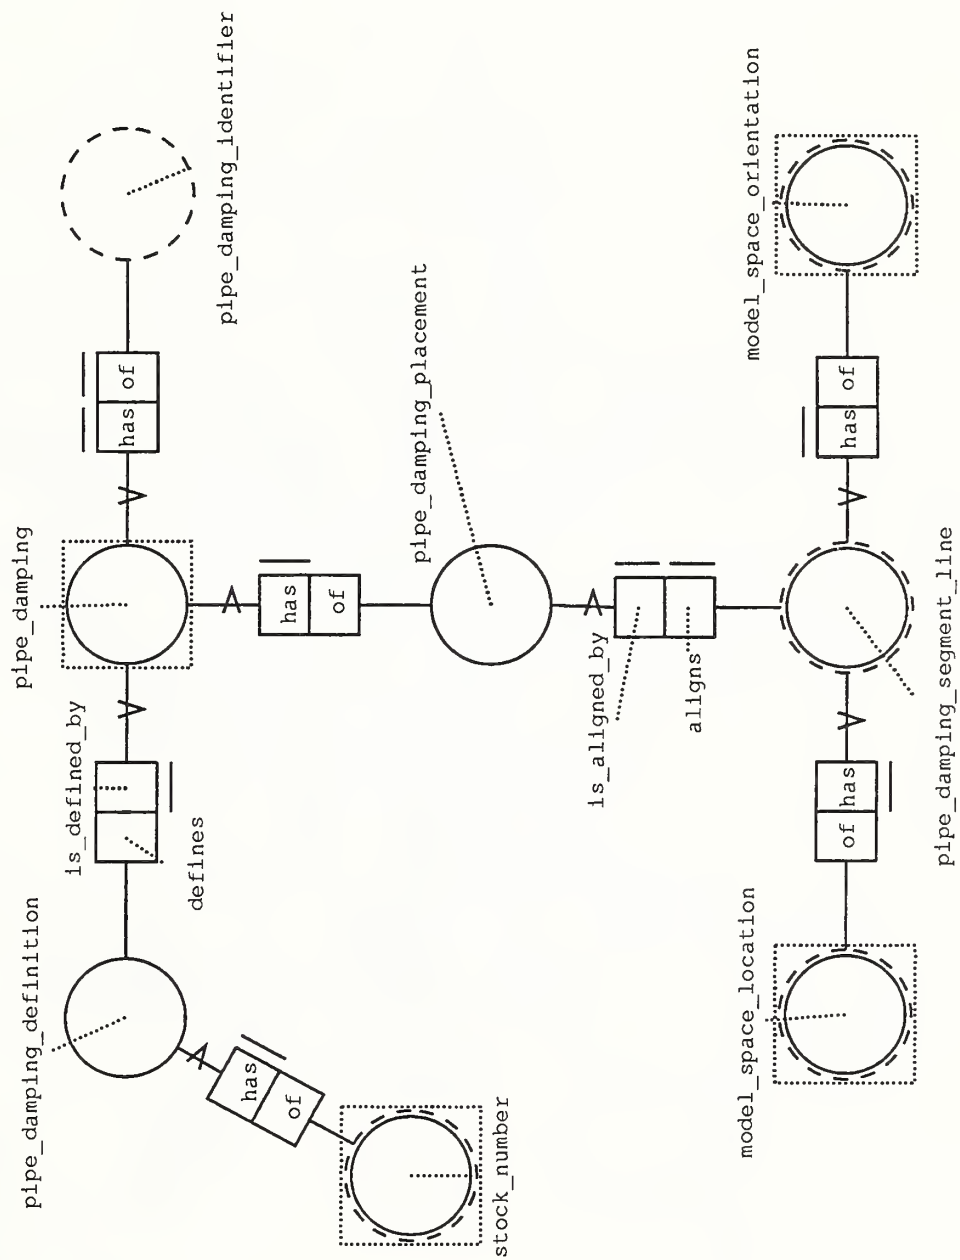 pipe_damping_identifier
has
of
pipe_damping
model_space_orientation
pipe_damping_placement
has
of
has
of
is_defined_by
defines
is_aligned_by
aligns
pipe_damping_segment_line
pipe_damping_definition
of
has
has
of
stock_number
model_space_location